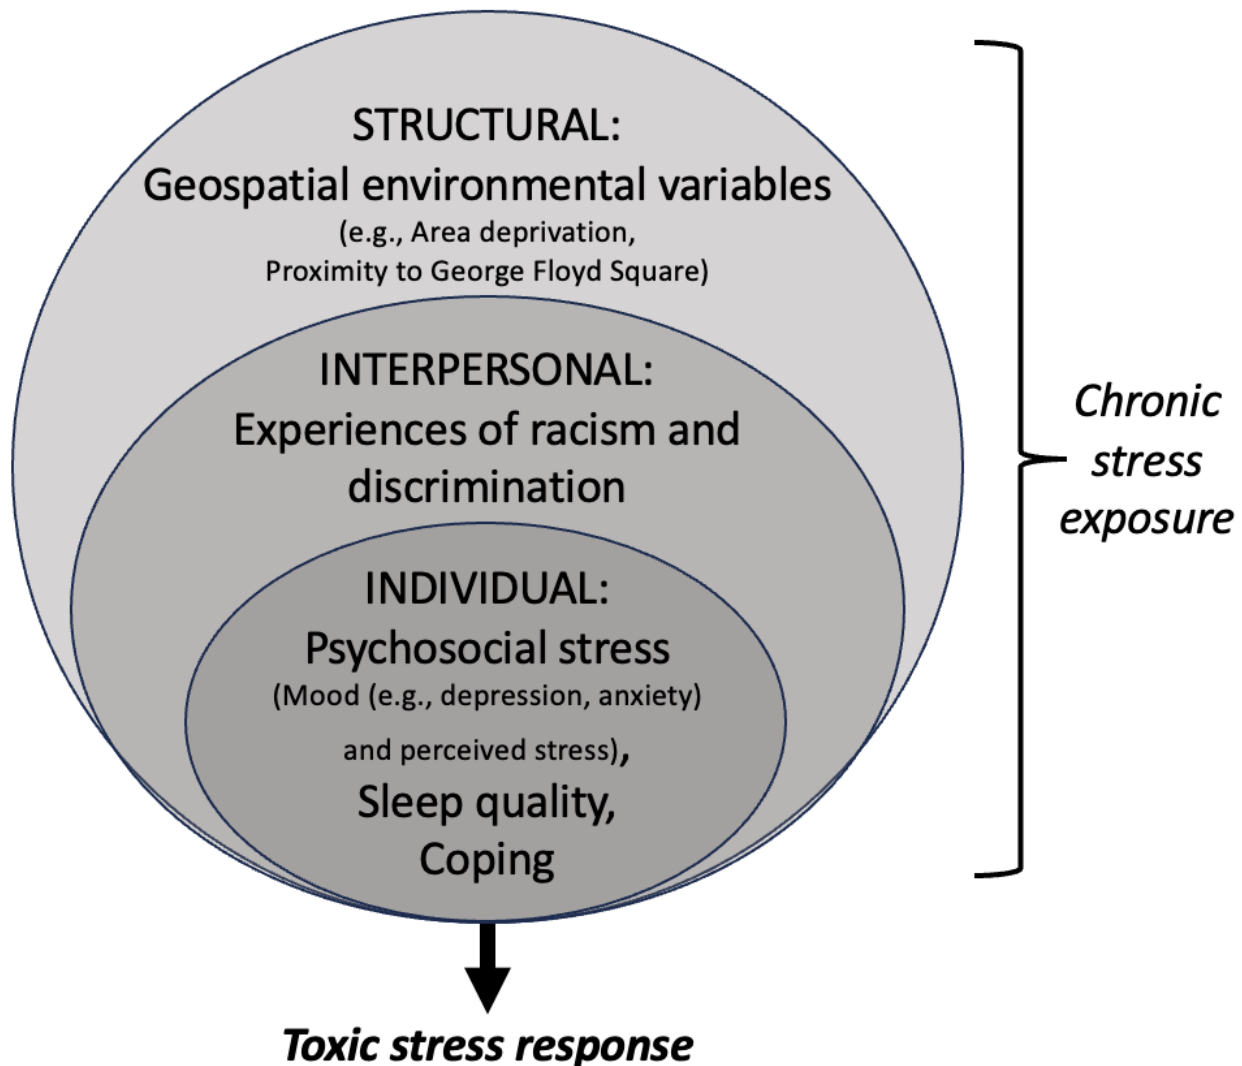 STRUCTURAL:
Geospatial environmental variables
(e.g., Area deprivation,
Proximity to George Floyd Square)
INTERPERSONAL:
Experiences of racism and
discrimination
INDIVIDUAL:
Psychosocial stress
(Mood (e.g., depression, anxiety)
and perceived stress),
Sleep quality,
Coping
Chronic
stress
exposure
Toxic stress response